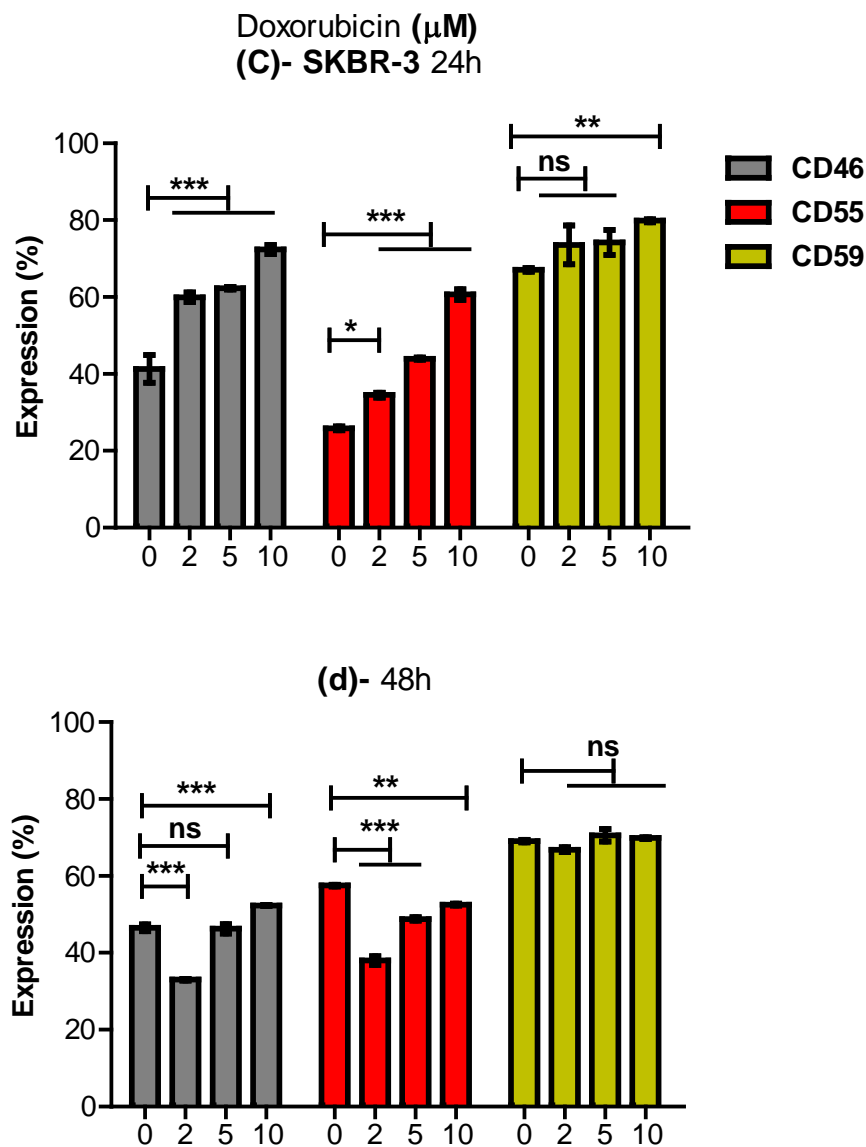 Doxorubicin (μM)
(C)- SKBR-3 24h
Expression (%)
100
80
60
40
20
0
***
***
*
**
ns
0 2 5 10 0 2 5 10 0 2 5 10
CD46
CD55
CD59
(d)- 48h
Expression (%)
100
80
60
40
20
0
***
ns
***
**
***
ns
0 2 5 10 0 2 5 10 0 2 5 10